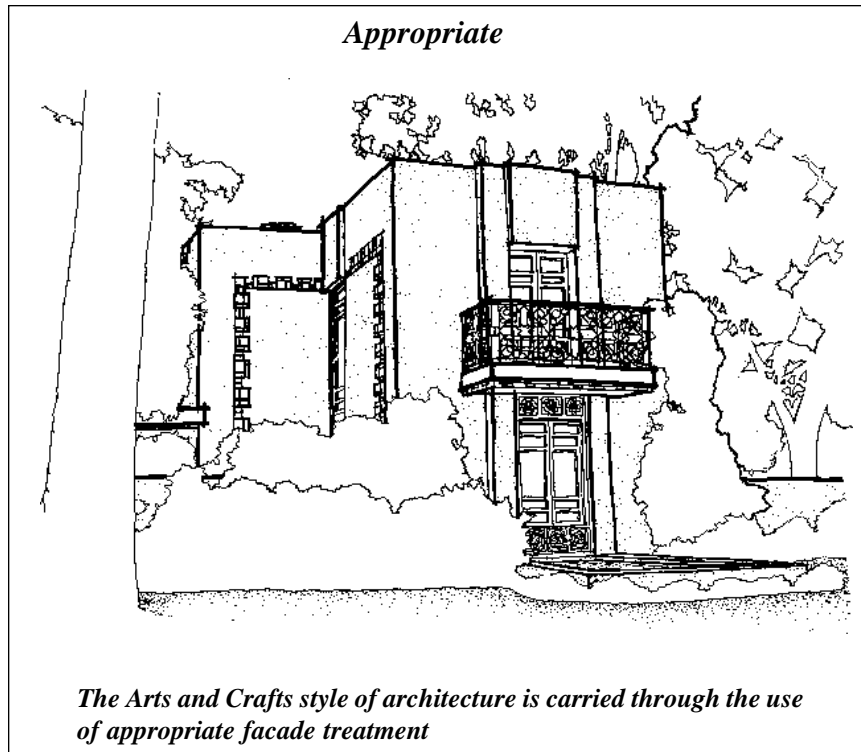 Appropriate
The Arts and Crafts style of architecture is carried through the use
of appropriate facade treatment